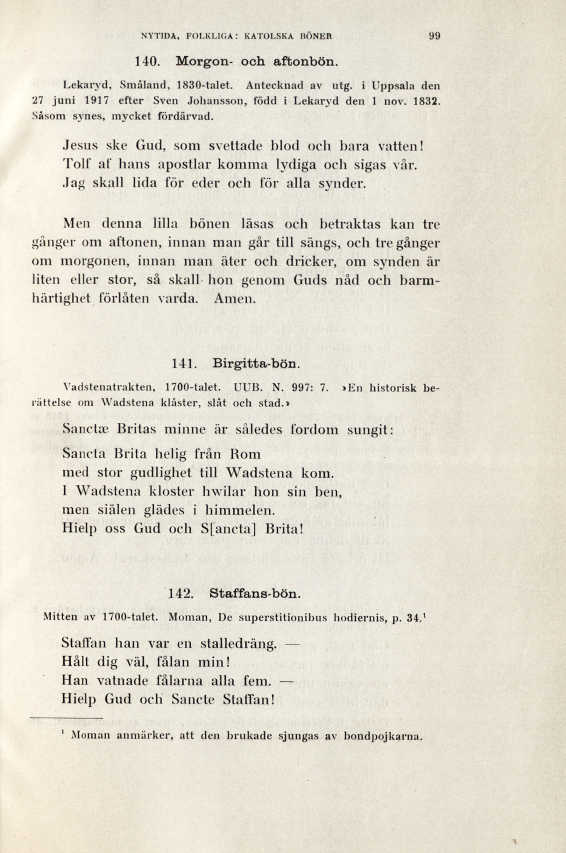 NYTIDA, FOLKLIGA: KATOLSKA BÖNER 99
140. Morgon- och aftonbön.
Lekaryd, Småland, 1830-talet. Antecknad av utg. i Uppsala den
27 juni 1917 efter Sven Johansson, född i Lekaryd den 1 nov. 1832.
Såsom synes, mycket fördärvad.
Jesus ske Gud, som svettade blod och bara vatten!
Tolf af hans apostlar komma lydiga och sigas vår.
Jag skall lida för eder och för alla synder.
Men denna lilla bönen läsas och betraktas kan tre
gånger om aftonen, innan man går till sängs, och tre gånger
om morgonen, innan man äter och dricker, om synden är
liten eller stor, så skall hon genom Guds nåd och barm-
härtighet förlåten varda. Amen.
141. Birgitta-bön.
Vadstenatrakten, 1700-talet. UUB. N. 997: 7. »En historisk be-
rättelse om Wadstena klåster, slåt och stad.»
Sanctæ Britas minne är således fordom sungit:
Sancta Brita helig från Rom
med stor gudlighet till Wadstena kom.
I Wadstena kloster hwilar hon sin ben,
men siälen glädes i himmelen.
Hielp oss Gud och S[ancta] Brita!
142. Staffans-bön.
Mitten av 1700-talet. Moman, De superstitionibus hodiernis, p. 34.¹
Staffan han var en stalledräng. —
Hålt dig väl, fålan min!
Han vatnade fålarna alla fem. —
Hielp Gud och Sancte Staffan!
¹ Moman anmärker, att den brukade sjungas av bondpojkarna.